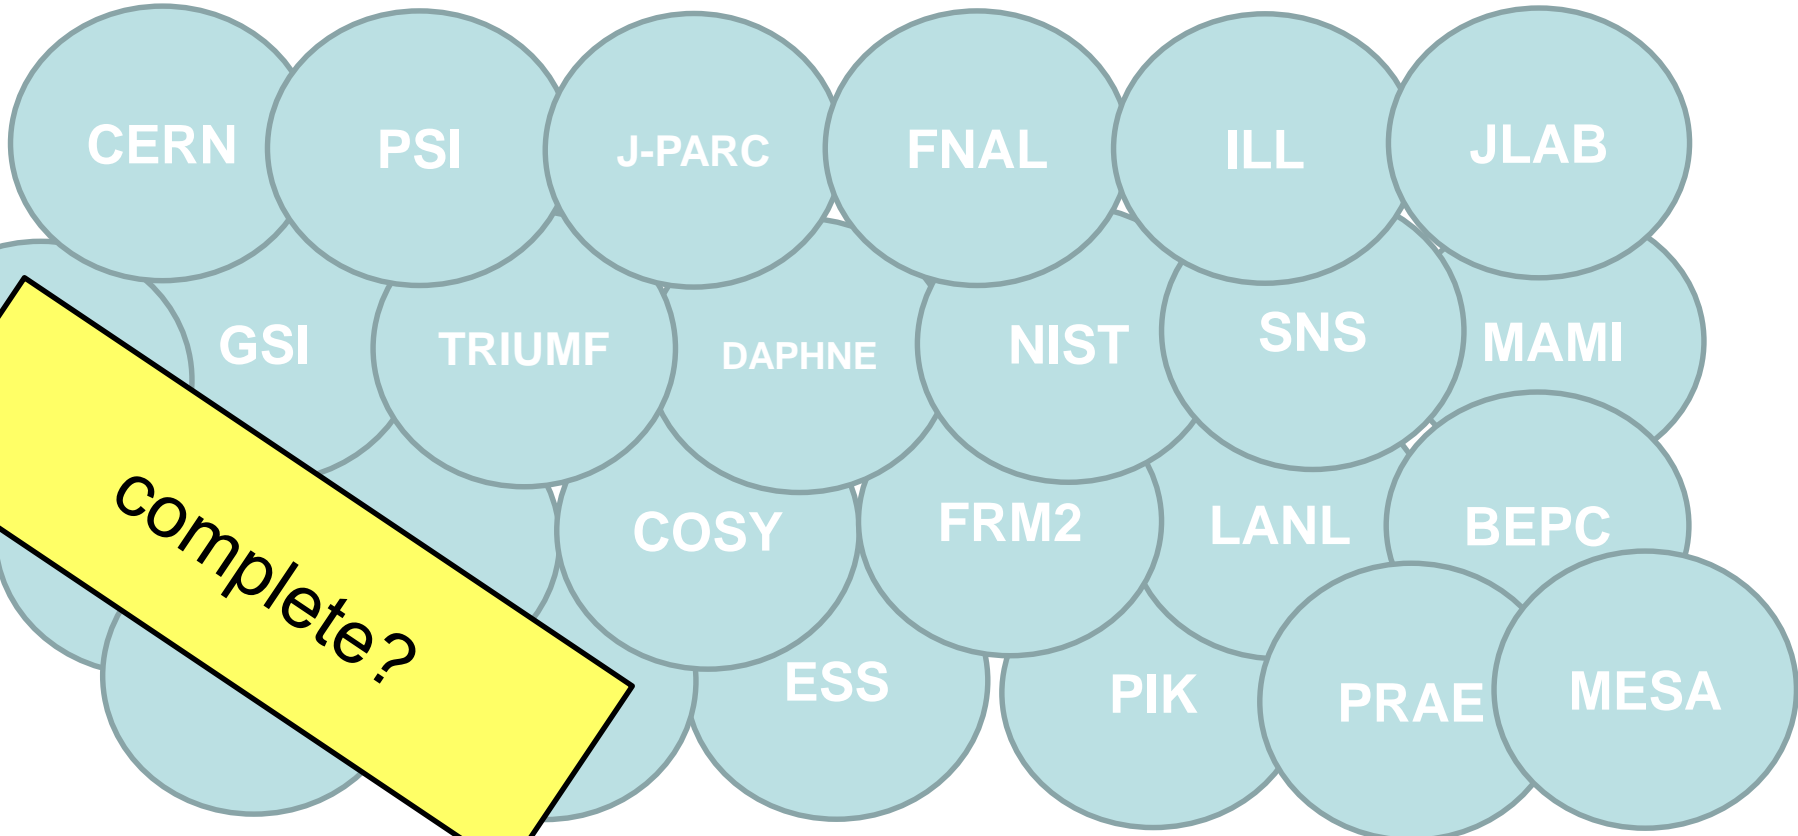 CERN
PSI
J-PARC
FNAL
ILL
JLAB
GSI
TRIUMF
DAPHNE
NIST
SNS
MAMI
complete?
COSY
FRM2
LANL
BEPC
ESS
PIK
PRAE
MESA